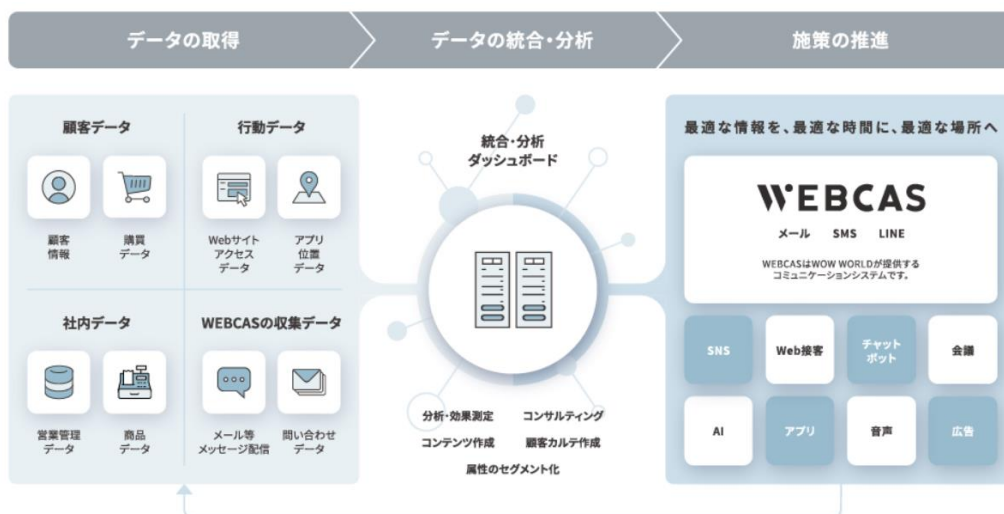 データの取得
データの統合・分析
施策の推進
顧客データ
行動データ
顧客
情報
購買
データ
Webサイト
アクセス
データ
アプリ
位置
データ
社内データ
WEBCASの収集データ
営業管理
データ
商品
データ
メール等
メッセージ配信
問い合わせ
データ
統合・分析
ダッシュボード
分析・効果測定
コンサルティング
コンテンツ作成
顧客カルテ作成
属性のセグメント化
最適な情報を、最適な時間に、最適な場所へ
WEBCAS
メール SMS LINE
WEBCASはWOW WORLDが提供する
コミュニケーションシステムです。
SNS
Web接客
チャット
ボット
会議
AI
アプリ
音声
広告